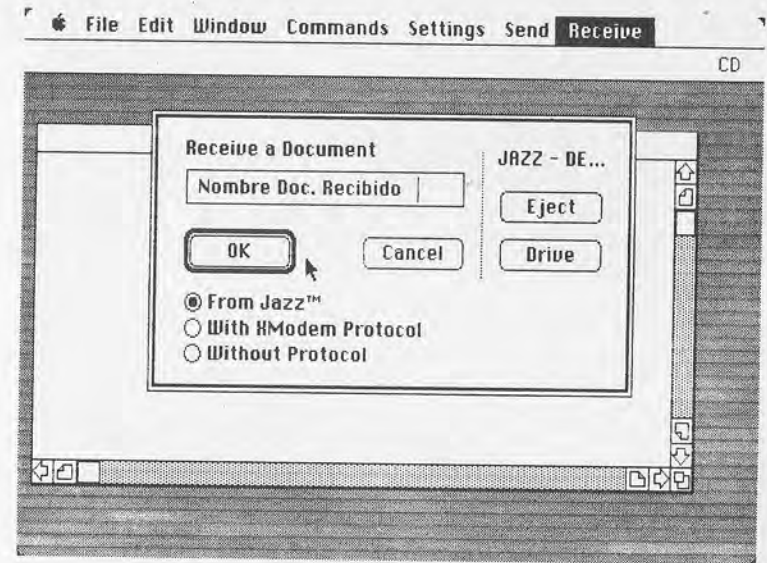 File Edit Window Commands Settings Send Receive
CD
Receive a Document
JAZZ - DE...
Nombre Doc. Recibido
Eject
OK
Cancel
Drive
From Jazz™
With XModem Protocol
Without Protocol